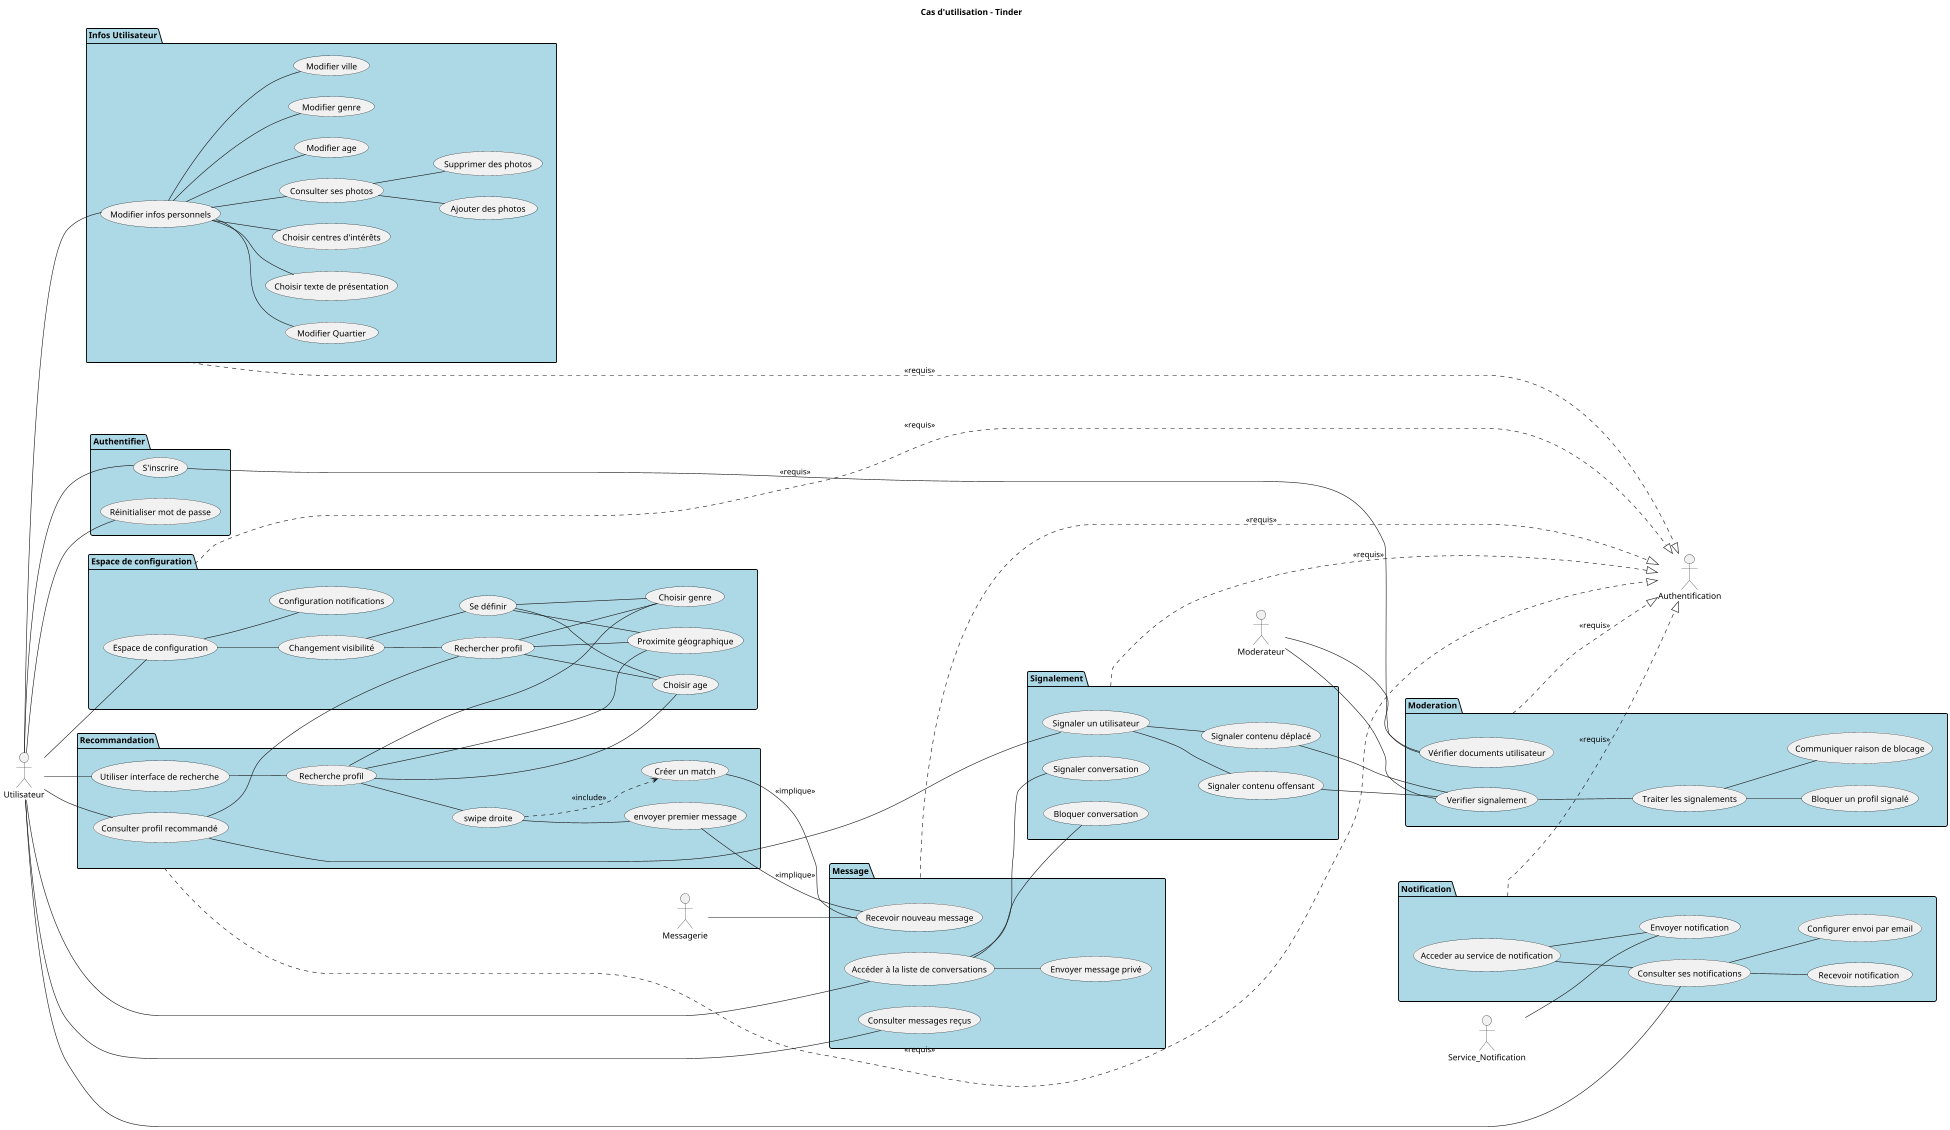 Cas d'utilisation - Tinder
Infos Utilisateur
Modifier ville
Modifier genre
Modifier age
Supprimer des photos
Consulter ses photos
Ajouter des photos
Modifier infos personnels
Choisir centres d'intérêts
Choisir texte de présentation
Modifier Quartier
«requis»
«requis»
Authentifier
S'inscrire
«requis»
Réinitialiser mot de passe
«requis»
«requis»
Espace de configuration
Configuration notifications
Se définir
Choisir genre
Espace de configuration
Changement visibilité
Rechercher profil
Proximite géographique
Choisir age
Authentification
«requis»
Moderateur
Signalement
Signaler un utilisateur
Signaler contenu déplacé
Signaler conversation
Signaler contenu offensant
Bloquer conversation
Moderation
Vérifier documents utilisateur
«requis»
Communiquer raison de blocage
Verifier signalement
Traiter les signalements
Bloquer un profil signalé
Recommandation
Utiliser interface de recherche
Recherche profil
Créer un match
«include»
«implique»
Utilisateur
Consulter profil recommandé
swipe droite
envoyer premier message
«implique»
Message
Recevoir nouveau message
Messagerie
Accéder à la liste de conversations
Envoyer message privé
Consulter messages reçus
«requis»
Notification
Envoyer notification
Configurer envoi par email
Acceder au service de notification
Consulter ses notifications
Recevoir notification
Service_Notification